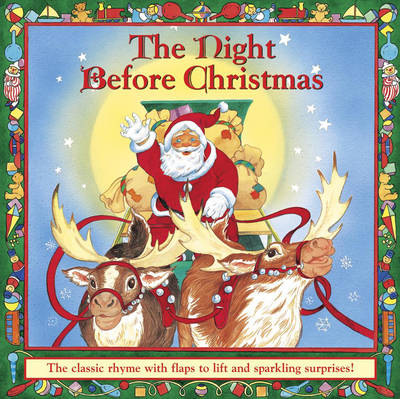 The Night
Before Christmas
The classic rhyme with flaps to lift and sparkling surprises!